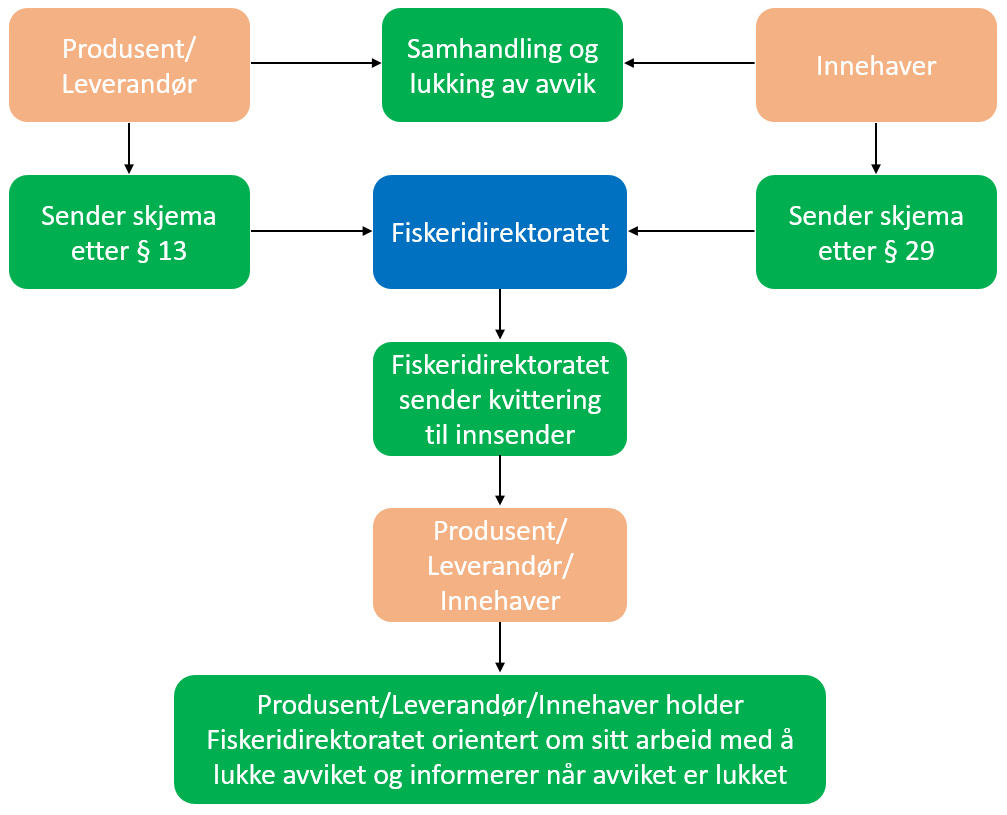 Produsent/
Leverandør
Samhandling og
lukking av avvik
Innehaver
Sender skjema
etter § 13
Fiskeridirektoratet
Sender skjema
etter § 29
Fiskeridirektoratet
sender kvittering
til innsender
Produsent/
Leverandør/
Innehaver
Produsent/Leverandør/Innehaver holder
Fiskeridirektoratet orientert om sitt arbeid med å
lukke avviket og informerer når avviket er lukket